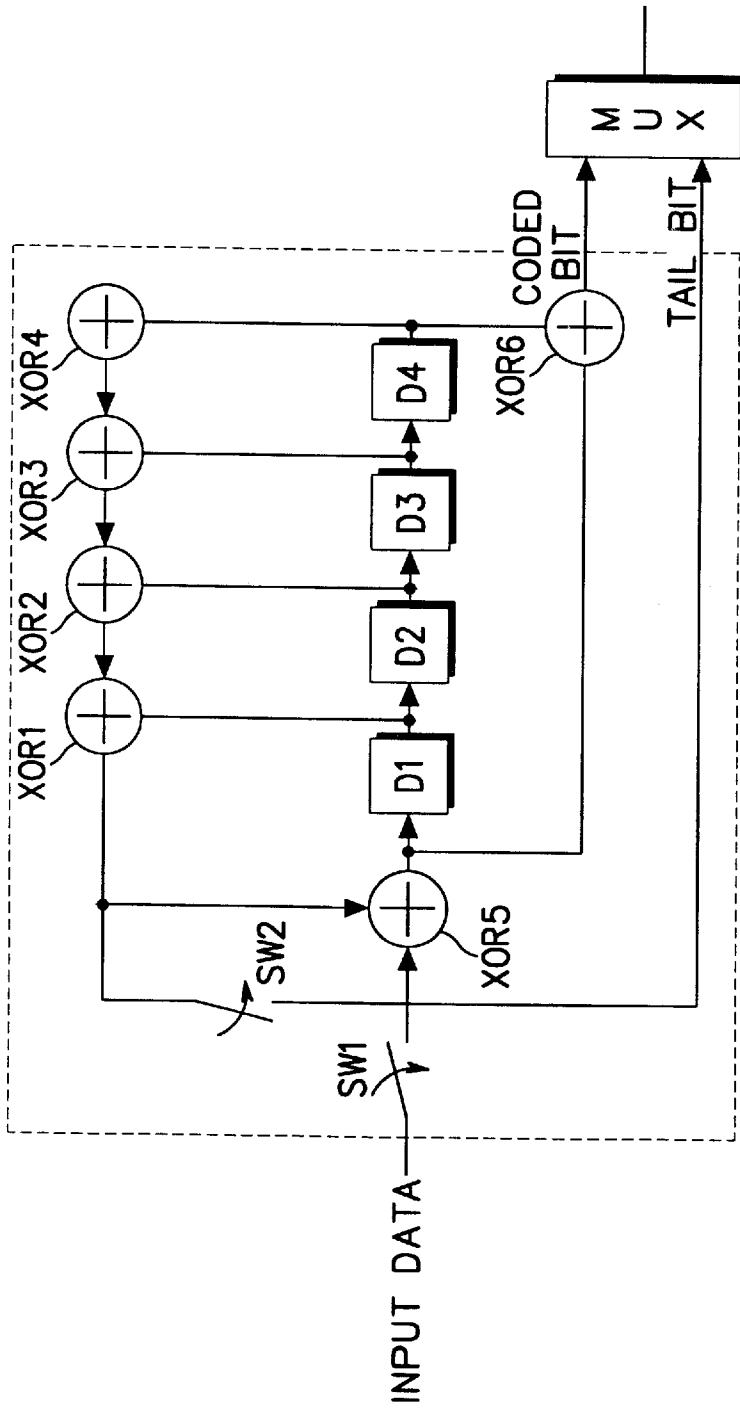 XOR1
XOR2
XOR3
XOR4
SW2
INPUT DATA
SW1
XOR5
D1
D2
D3
D4
XOR6
CODED
BIT
TAIL BIT
M
U
X